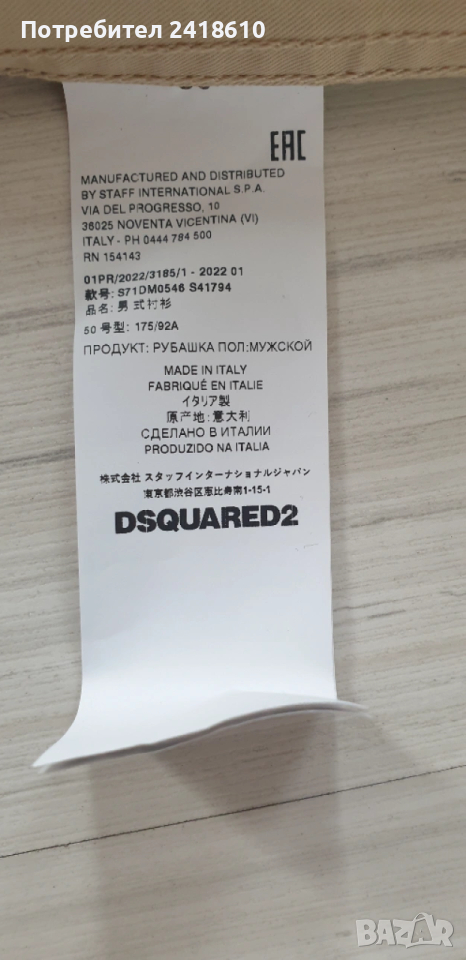 Потребител 2418610
EAC
MANUFACTURED AND DISTRIBUTED
BY STAFF INTERNATIONAL S.P.A.
VIA DEL PROGRESSO, 10
36025 NOVENTA VICENTINA (VI)
ITALY - PH 0444 784 500
RN 154143
01PR/2022/3185/1 - 2022 01
款号: S71DM0546 S41794
品名: 男式衬衫
50 号型: 175/92A
ПРОДУКТ: РУБАШКА ПОЛ:МУЖСКОЙ
MADE IN ITALY
FABRIQUÉ EN ITALIE
イタリア製
原产地:意大利
СДЕЛАНО В ИТАЛИИ
PRODUZIDO NA ITALIA
株式会社 スタッフインターナショナルジャパン
東京都渋谷区恵比寿南1-15-1
DSQUARED2
BAZAR